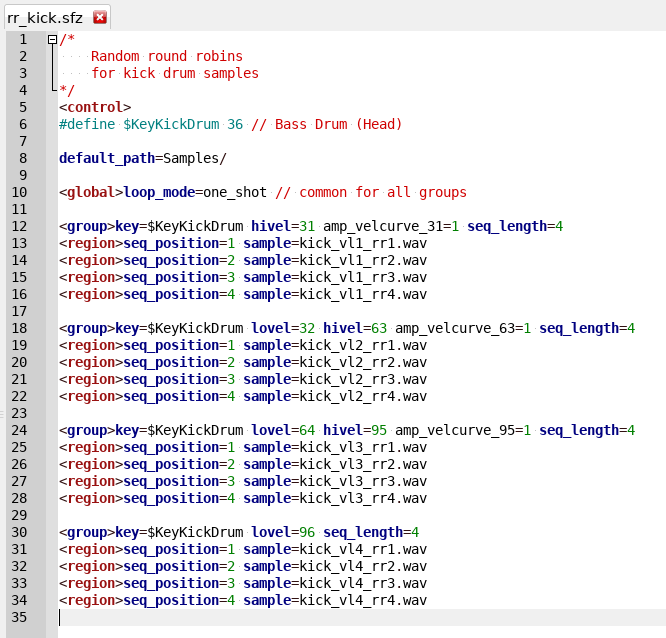 rr_kick.sfz
1 /*
2 Random round robins
3 for kick drum samples
4 */
5 <control>
6 #define $KeyKickDrum 36 // Bass Drum (Head)
7
8 default_path=Samples/
9
10 <global>loop_mode=one_shot // common for all groups
11
12 <group>key=$KeyKickDrum hivel=31 amp_velcurve_31=1 seq_length=4
13 <region>seq_position=1 sample=kick_vl1_rr1.wav
14 <region>seq_position=2 sample=kick_vl1_rr2.wav
15 <region>seq_position=3 sample=kick_vl1_rr3.wav
16 <region>seq_position=4 sample=kick_vl1_rr4.wav
17
18 <group>key=$KeyKickDrum lovel=32 hivel=63 amp_velcurve_63=1 seq_length=4
19 <region>seq_position=1 sample=kick_vl2_rr1.wav
20 <region>seq_position=2 sample=kick_vl2_rr2.wav
21 <region>seq_position=3 sample=kick_vl2_rr3.wav
22 <region>seq_position=4 sample=kick_vl2_rr4.wav
23
24 <group>key=$KeyKickDrum lovel=64 hivel=95 amp_velcurve_95=1 seq_length=4
25 <region>seq_position=1 sample=kick_vl3_rr1.wav
26 <region>seq_position=2 sample=kick_vl3_rr2.wav
27 <region>seq_position=3 sample=kick_vl3_rr3.wav
28 <region>seq_position=4 sample=kick_vl3_rr4.wav
29
30 <group>key=$KeyKickDrum lovel=96 seq_length=4
31 <region>seq_position=1 sample=kick_vl4_rr1.wav
32 <region>seq_position=2 sample=kick_vl4_rr2.wav
33 <region>seq_position=3 sample=kick_vl4_rr3.wav
34 <region>seq_position=4 sample=kick_vl4_rr4.wav
35